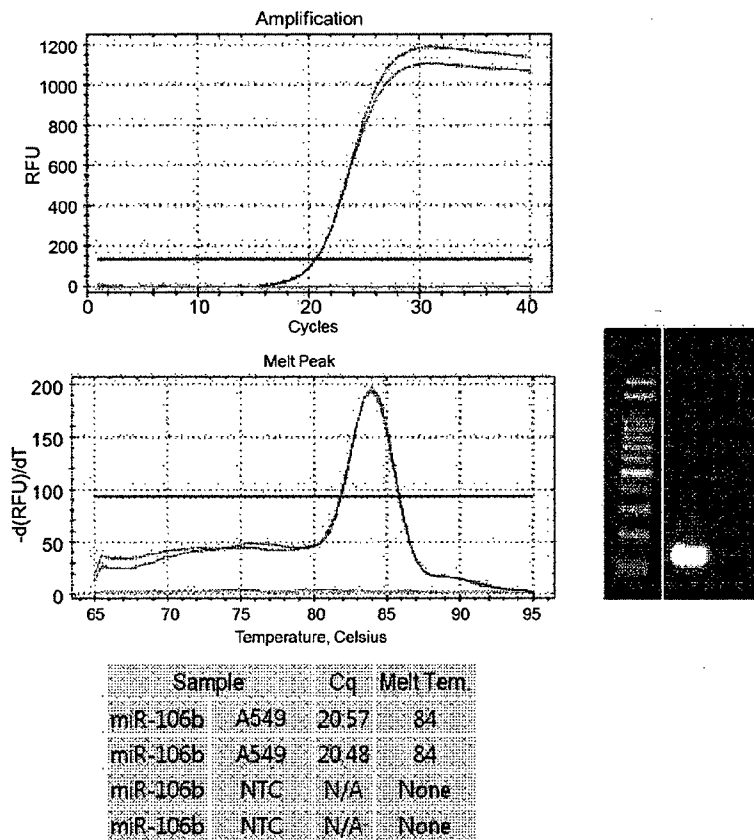 Amplification
1200
1000
800
600
400
200
0
RFU
0 10 20 30 40
Cycles
Melt Peak
200
150
100
50
0
-d(RFU)/dT
65 70 75 80 85 90 95
Temperature, Celsius
Sample Cq Melt Tem.
miR-106b A549 20.57 84
miR-106b A549 20.48 84
miR-106b NTC N/A None
miR-106b NTC N/A None